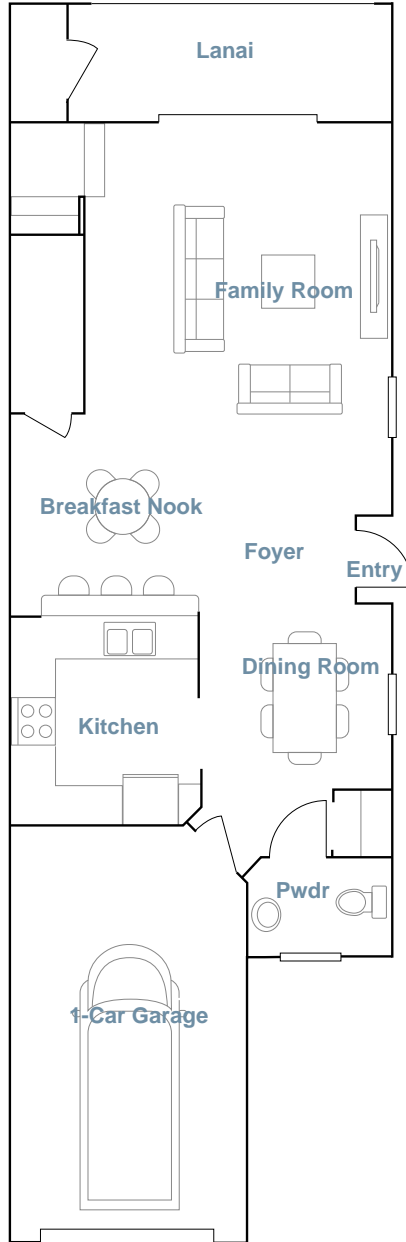 Lanai
Family Room
Breakfast Nook
Foyer
Entry
Dining Room
Kitchen
Pwdr
1-Car Garage